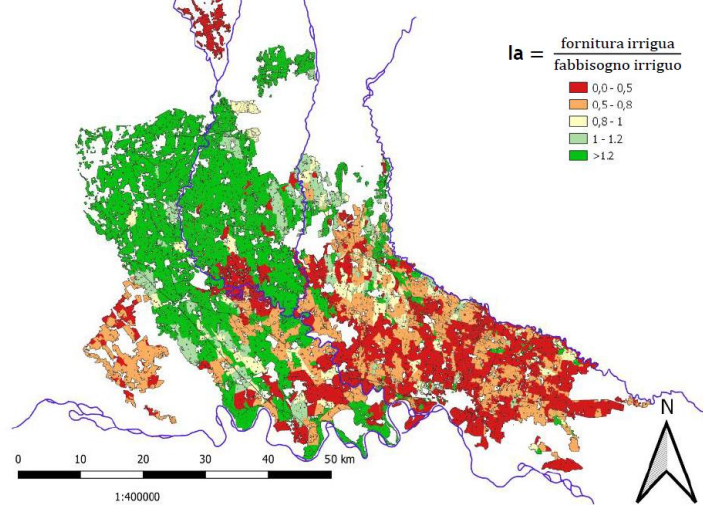 Ia = fornitura irrigua
fabbisogno irriguo
0,0 - 0,5
0,5 - 0,8
0,8 - 1
1 - 1.2
>1.2
N
0 10 20 30 40 50 km
1:400000